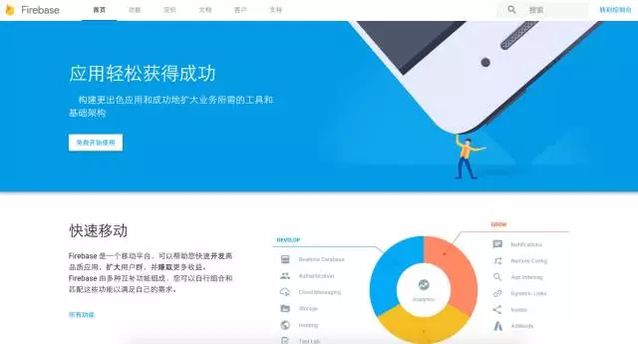 Firebase
首页
功能
定价
文档
客户
支持
搜索
转到控制台
应用轻松获得成功
构建更出色应用和成功地扩大业务所需的工具和
基础架构
免费开始使用
快速移动
Firebase 是一个移动平台，可以帮助您快速开发高
品质应用，扩大用户群，并赚取更多收益。
Firebase 由多种互补功能组成，您可以自行组合和
匹配这些功能以满足自己的需求。
所有功能
DEVELOP
Realtime Database
Authentication
Cloud Messaging
Storage
Hosting
Test Lab
Analytics
GROW
Notifications
Remote Config
App Indexing
Dynamic Links
Invites
AdWords